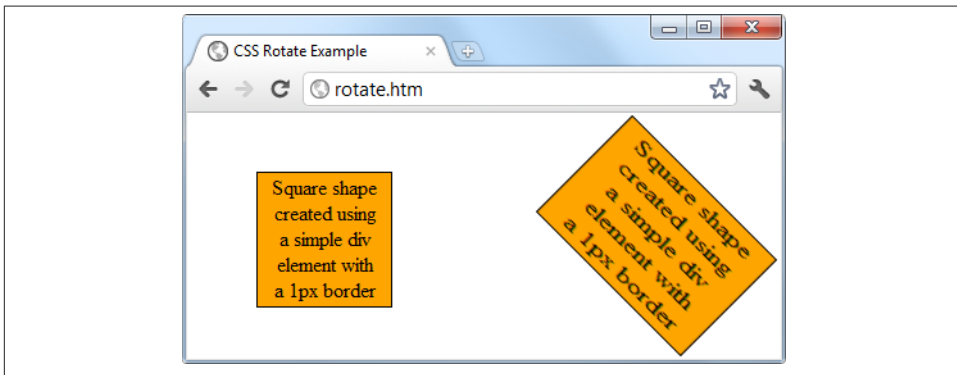 CSS Rotate Example
rotate.htm
Square shape
created using
a simple div
element with
a 1px border
Square shape
created using
a simple div
element with
a 1px border